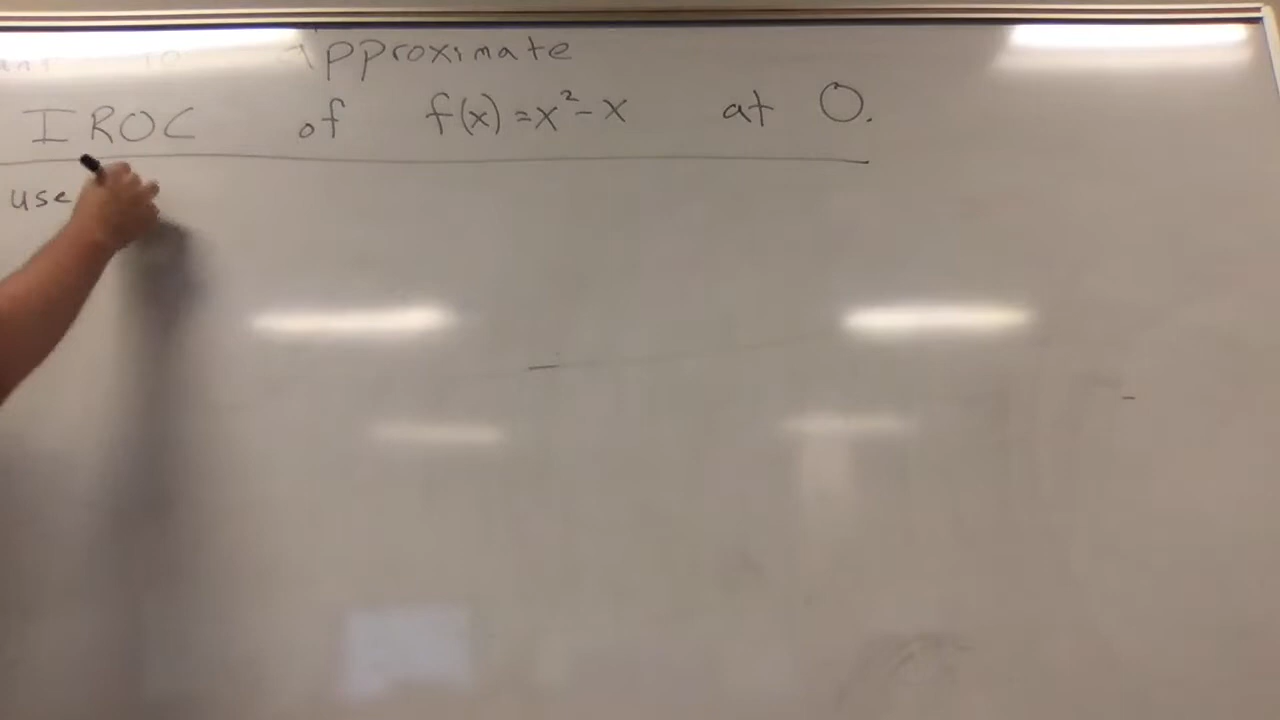 Approximate
IROC of f(x)=x²-x at 0.
use